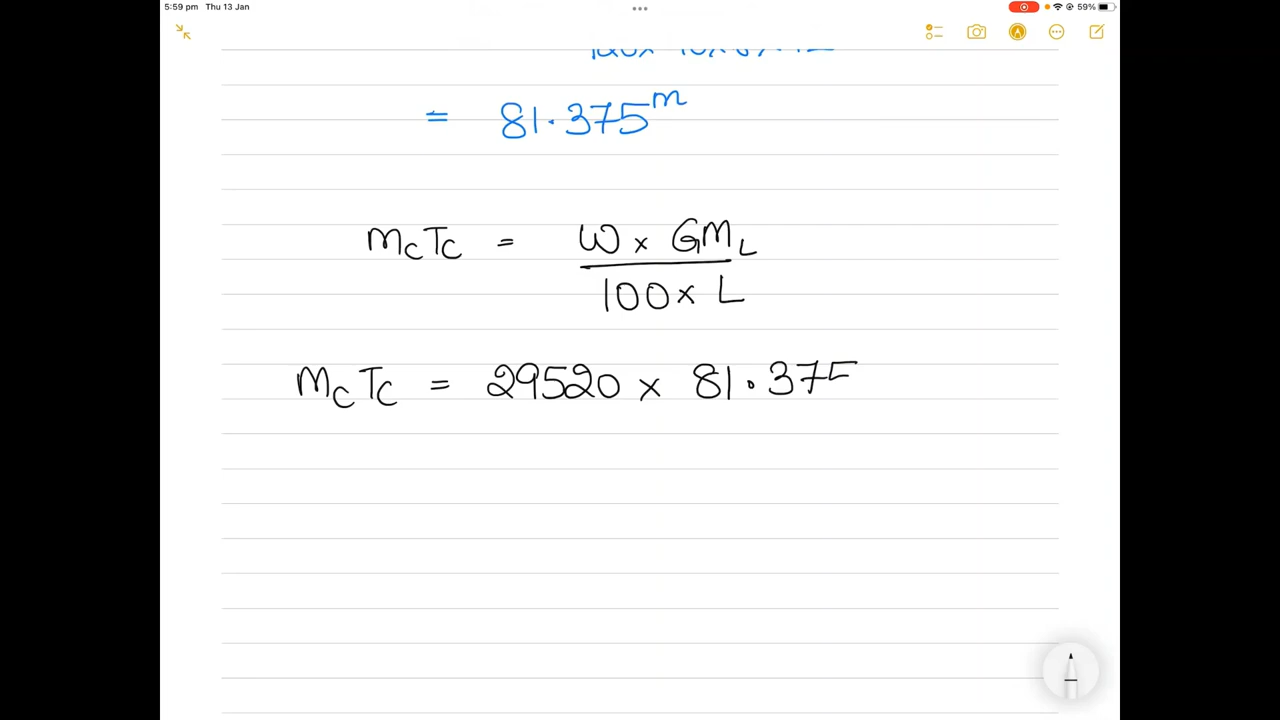 5:59 pm Thu 13 Jan 59%
= 81.375 m
MCTC = W × GML
100 × L
MCTC = 29520 × 81.375